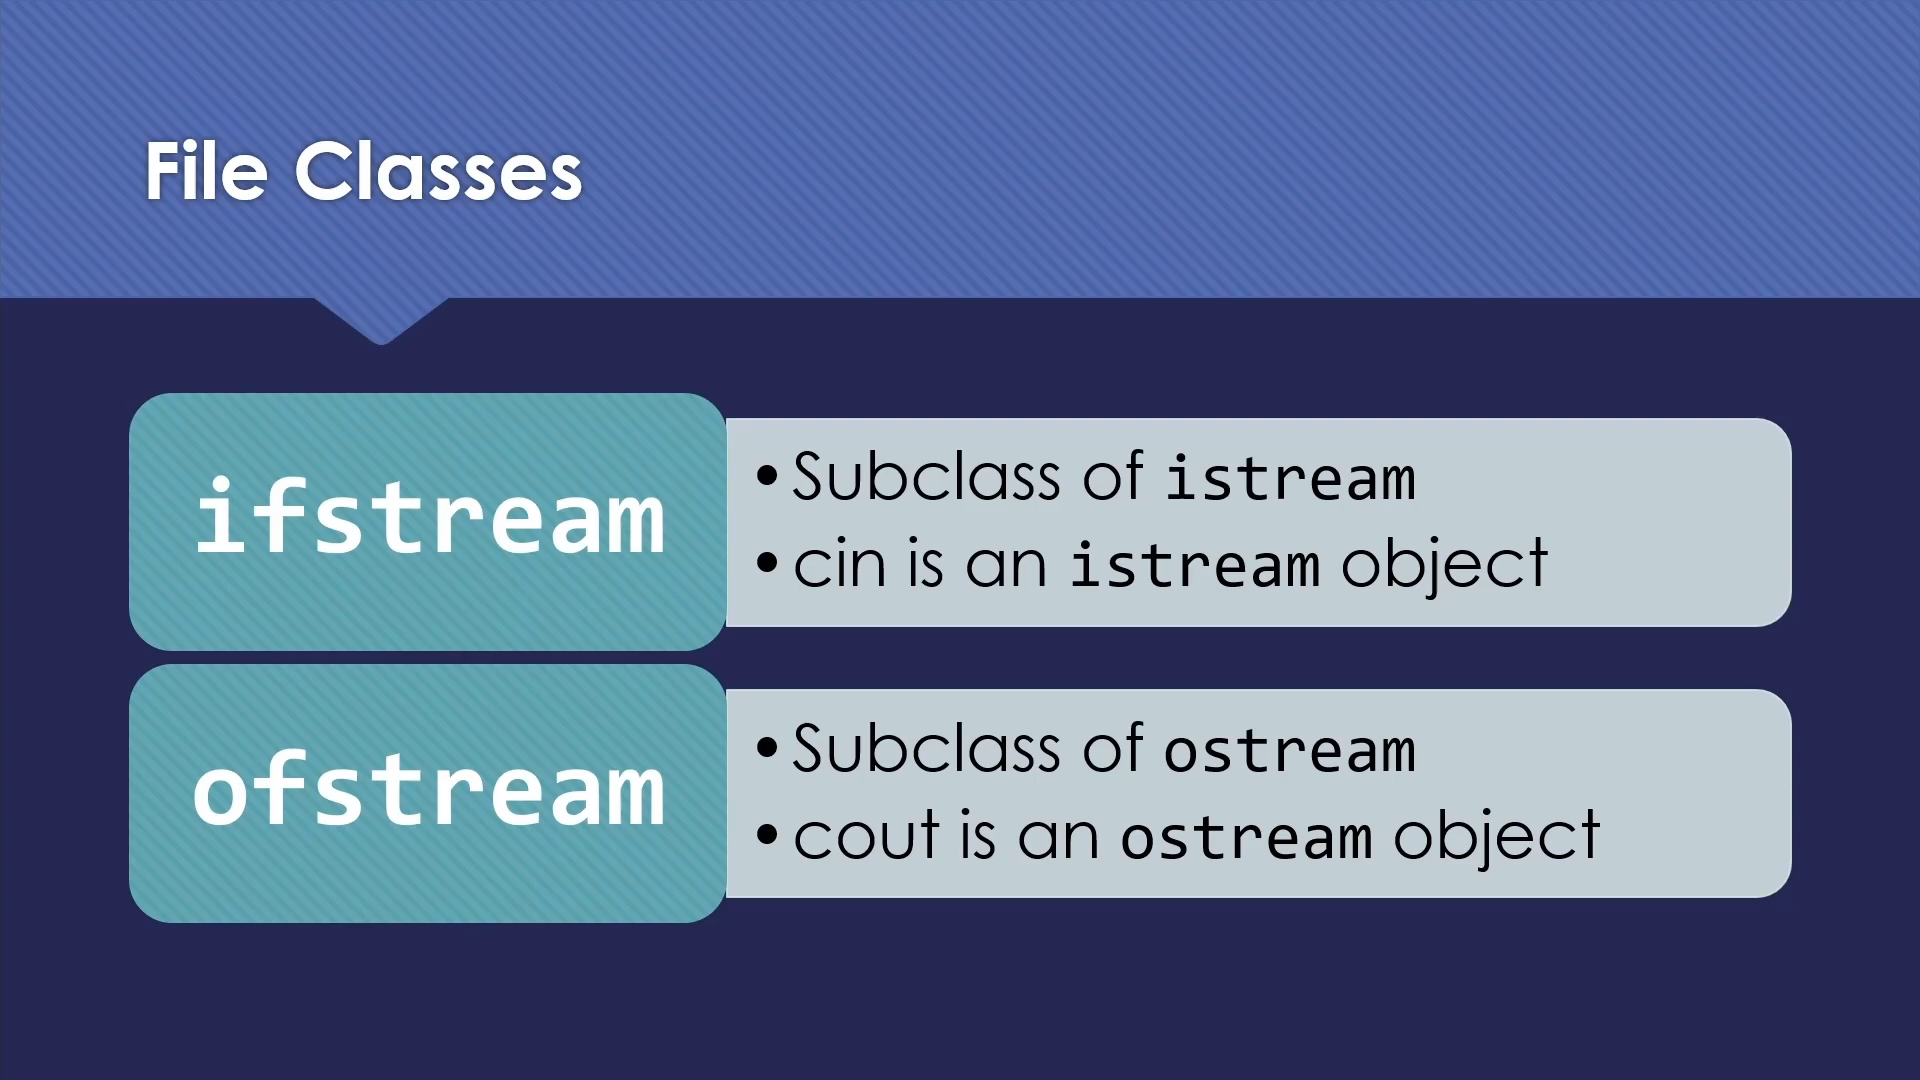 File Classes
ifstream
• Subclass of istream
• cin is an istream object
ofstream
• Subclass of ostream
• cout is an ostream object